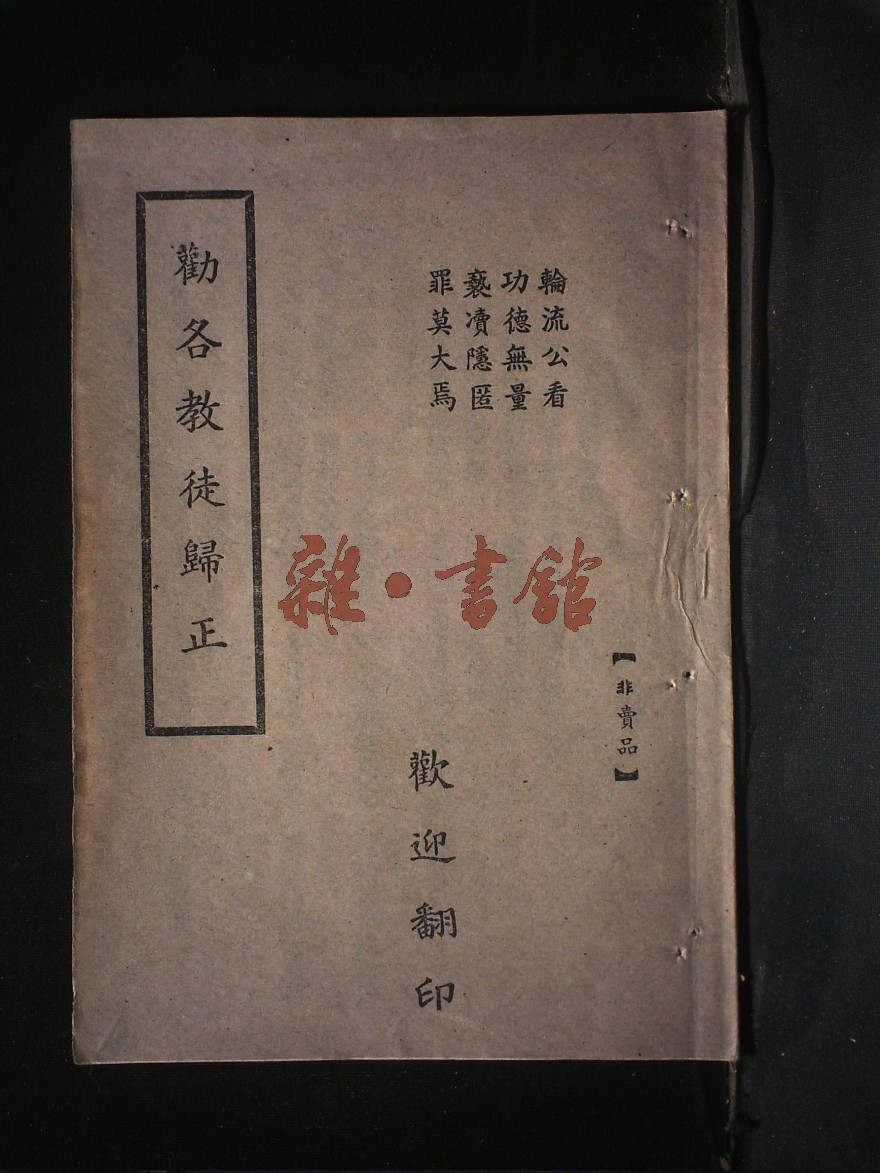 【非賣品】
輪流公看
功德無量
褻凟隱匿
罪莫大焉
歡迎翻印
勸各教徒歸正
雜·書館